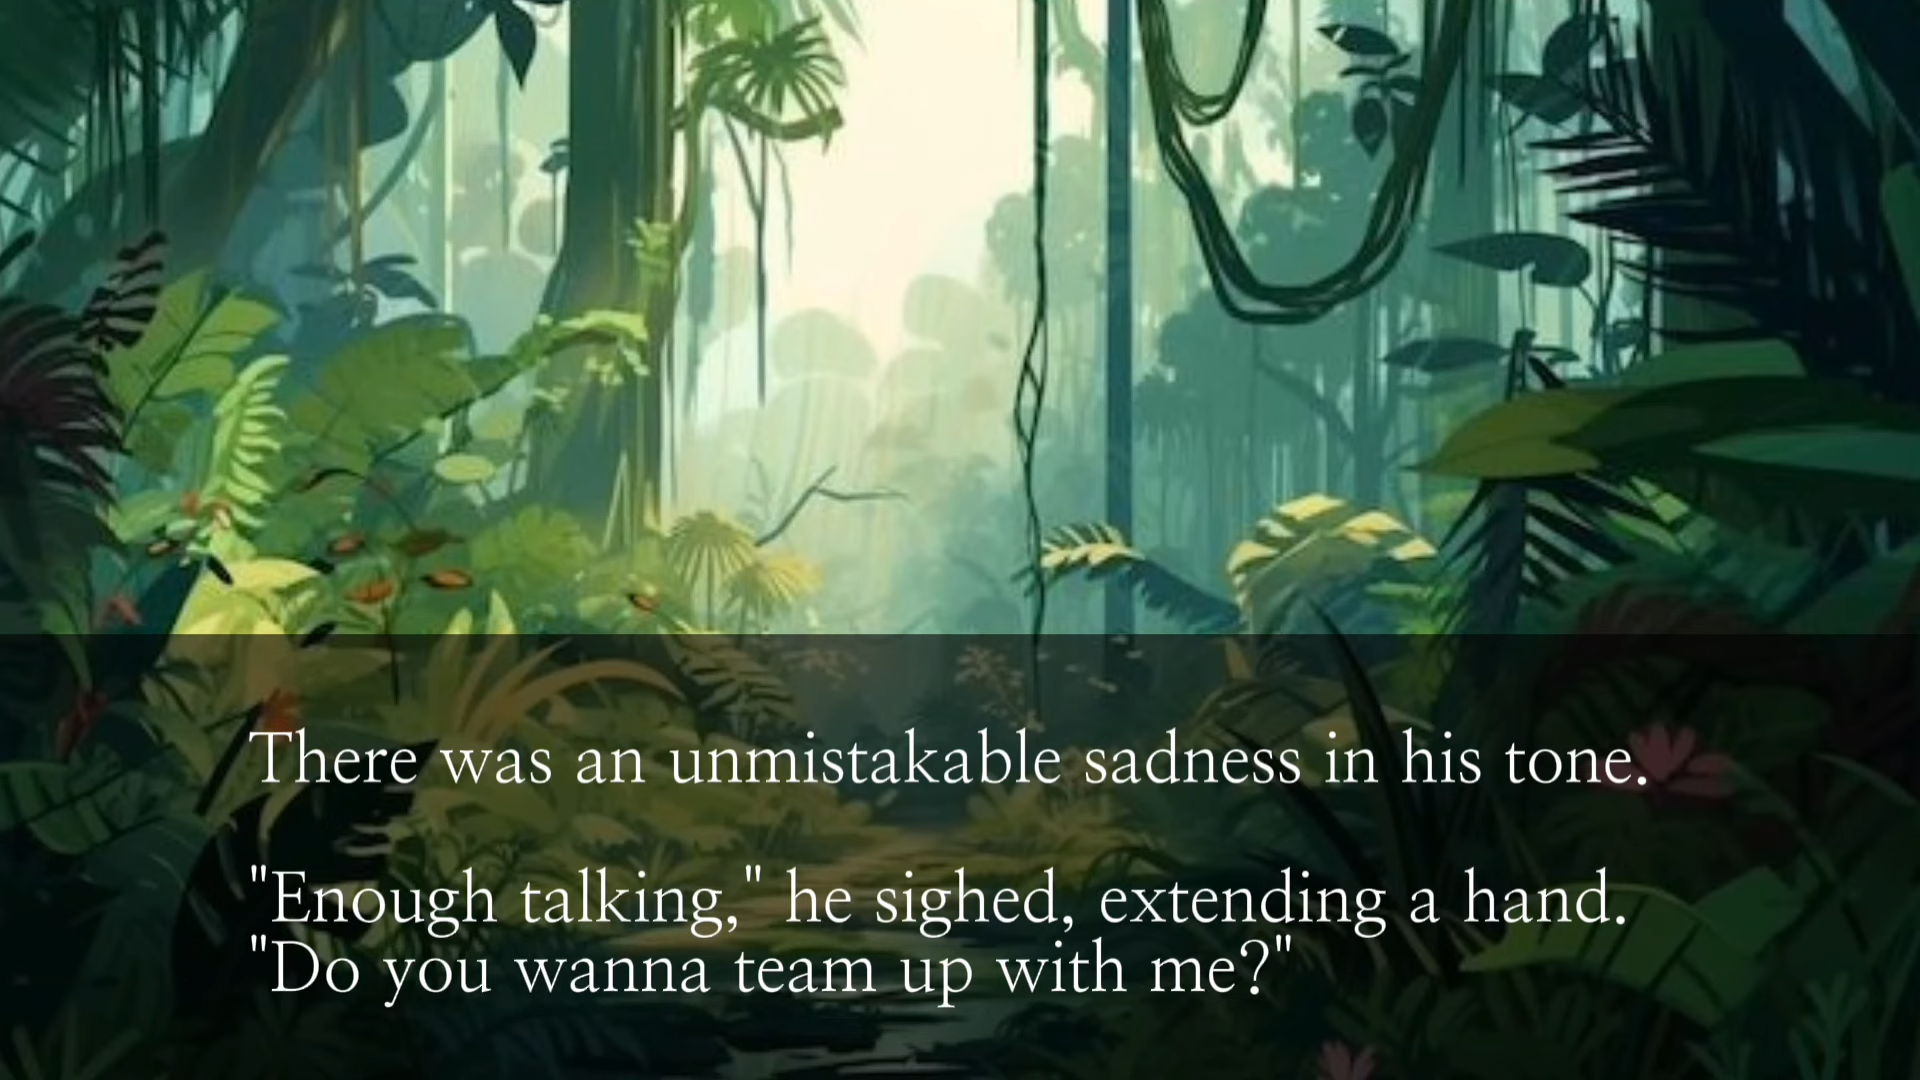 There was an unmistakable sadness in his tone.
"Enough talking," he sighed, extending a hand.
"Do you wanna team up with me?"